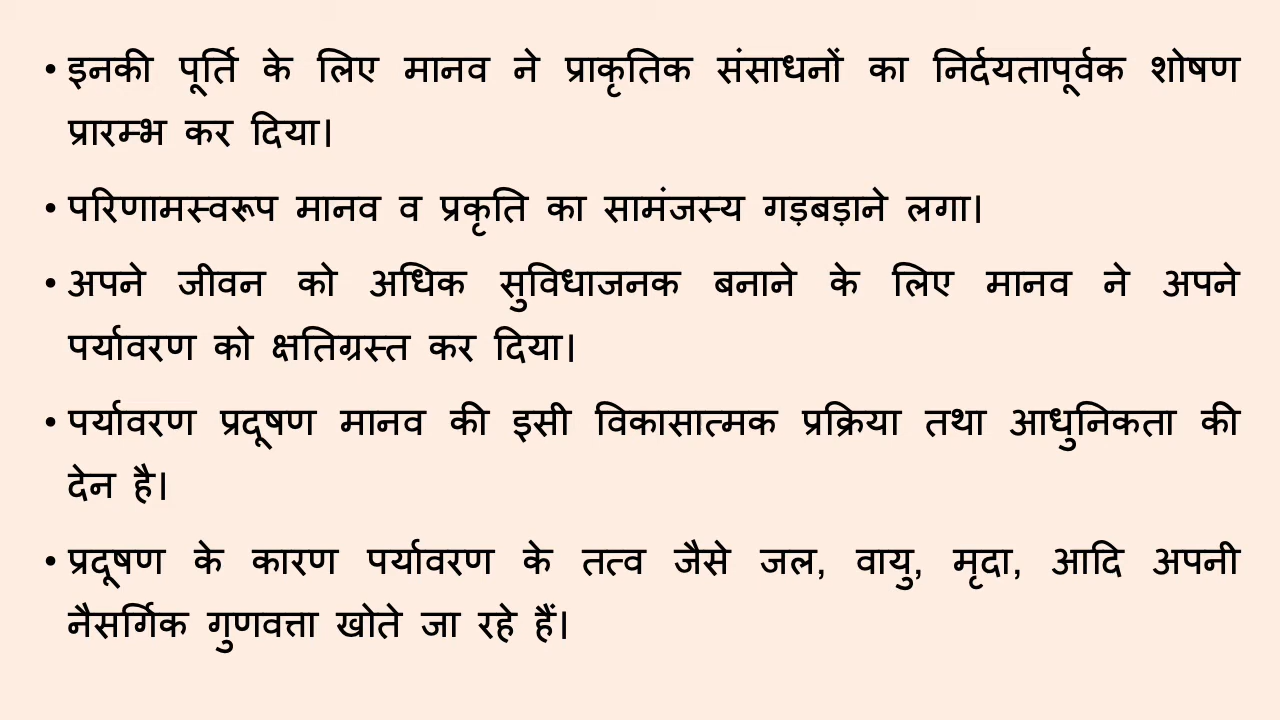 • इनकी पूर्ति के लिए मानव ने प्राकृतिक संसाधनों का निर्दयतापूर्वक शोषण
प्रारम्भ कर दिया।
• परिणामस्वरूप मानव व प्रकृति का सामंजस्य गड़बड़ाने लगा।
• अपने जीवन को अधिक सुविधाजनक बनाने के लिए मानव ने अपने
पर्यावरण को क्षतिग्रस्त कर दिया।
• पर्यावरण प्रदूषण मानव की इसी विकासात्मक प्रक्रिया तथा आधुनिकता की
देन है।
• प्रदूषण के कारण पर्यावरण के तत्व जैसे जल, वायु, मृदा, आदि अपनी
नैसर्गिक गुणवत्ता खोते जा रहे हैं।